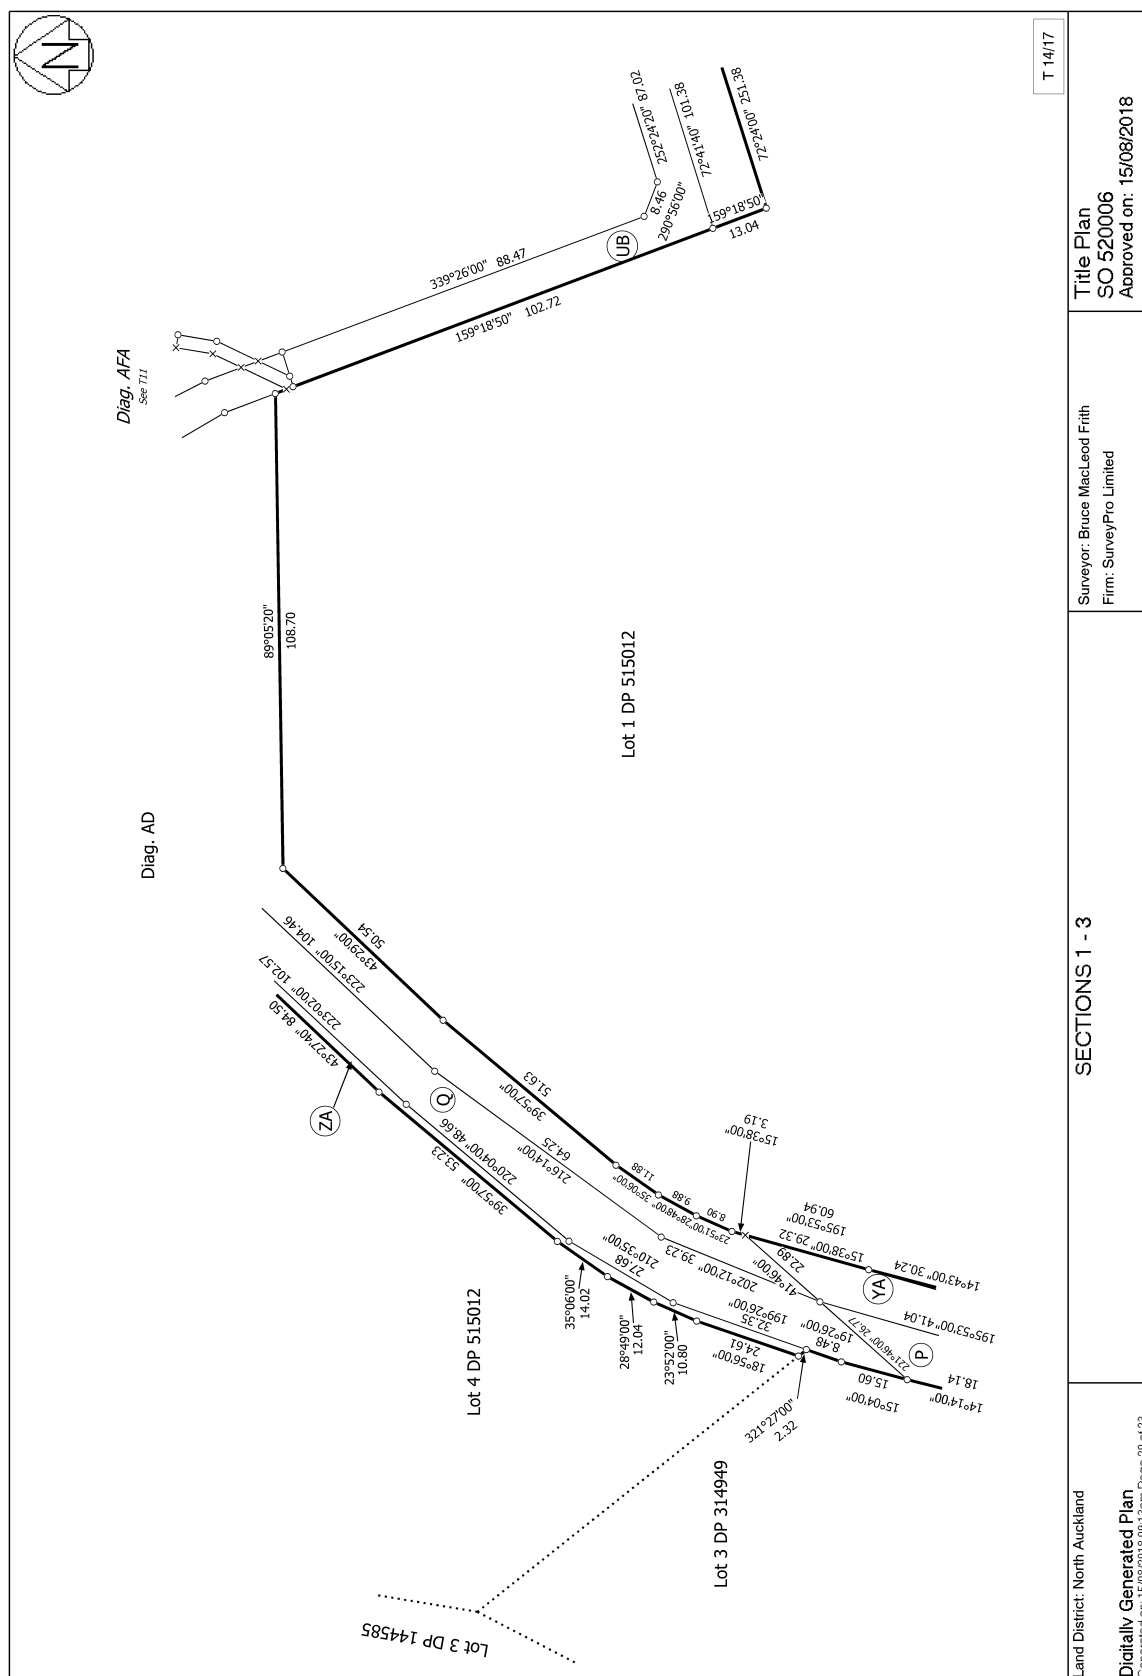 N
Diag. AFA
See T11
Diag. AD
252°24'20" 87.02
72°41'40" 101.38
72°24'00" 251.38
8.46
290°56'00"
UB
159°18'50"
13.04
339°26'00" 88.47
159°18'50" 102.72
89°05'20"
108.70
Lot 1 DP 515012
50.54
43°29'00"
223°15'00" 104.46
223°02'00" 102.57
43°27'40" 84.50
ZA
Q
51.63
39°57'00"
64.25
216°14'00"
220°04'00" 48.66
53.23
39°57'00"
11.88
35°06'00"
9.88
28°48'00"
8.90
23°51'00"
15°38'00"
3.19
195°53'00"
60.94
15°38'00" 29.32
22.89
41°46'00"
YA
14°43'00" 30.24
39.23
202°12'00"
210°35'00"
27.68
35°06'00"
14.02
28°49'00"
12.04
23°52'00"
10.80
199°26'00"
32.35
19°26'00"
8.48
24.61
18°56'00"
195°53'00" 41.04
221°46'00" 26.77
P
15.60
15°04'00"
18.14
14°14'00"
321°27'00"
2.32
Lot 4 DP 515012
Lot 3 DP 314949
Lot 3 DP 144585
T 14/17
Land District: North Auckland
Digitally Generated Plan
Generated on: 15/08/2018 09:13am Page 20 of 23
SECTIONS 1 - 3
Surveyor: Bruce MacLeod Frith
Firm: SurveyPro Limited
Title Plan
SO 520006
Approved on: 15/08/2018